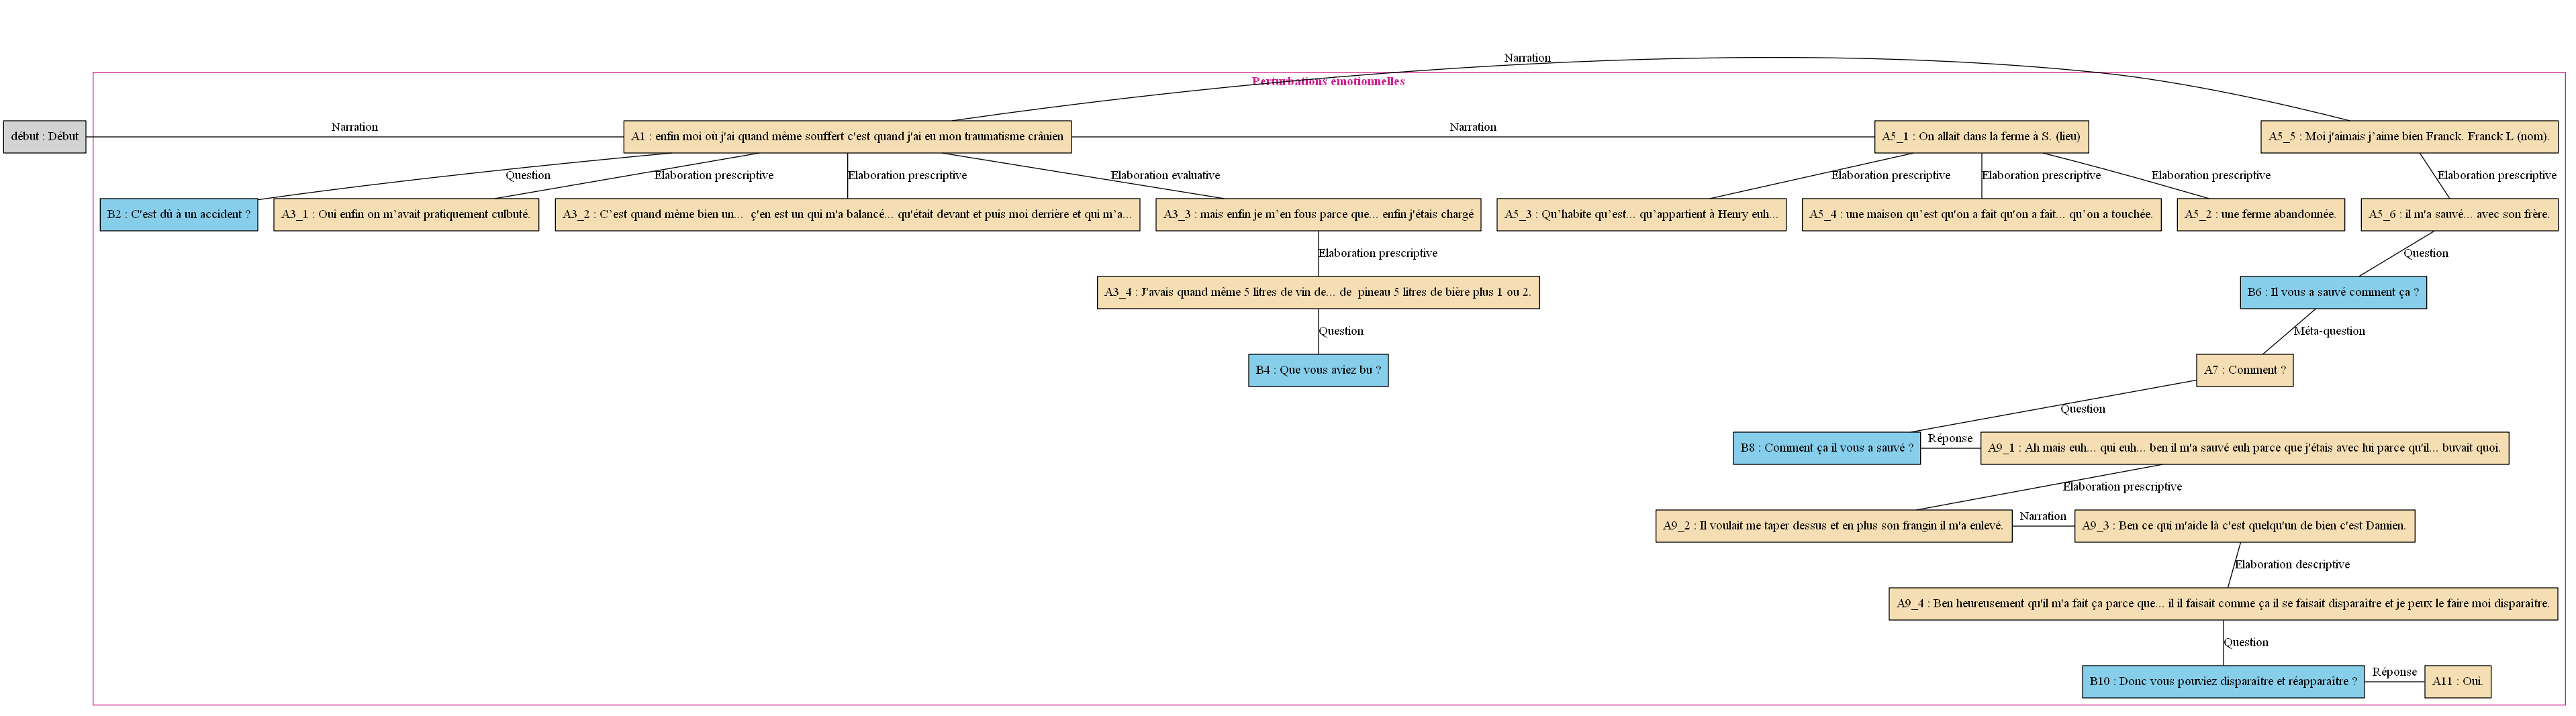 Narration
Perturbations émotionnelles
début : Début
Narration
A1 : enfin moi où j'ai quand même souffert c'est quand j'ai eu mon traumatisme crânien
Narration
A5_1 : On allait dans la ferme à S. (lieu)
A5_5 : Moi j'aimais j’aime bien Franck. Franck L (nom).
Question
Elaboration prescriptive
Elaboration prescriptive
Elaboration evaluative
Elaboration prescriptive
Elaboration prescriptive
Elaboration prescriptive
Elaboration prescriptive
B2 : C'est dû à un accident ?
A3_1 : Oui enfin on m’avait pratiquement culbuté.
A3_2 : C’est quand même bien un... ç'en est un qui m'a balancé... qu'était devant et puis moi derrière et qui m’a...
A3_3 : mais enfin je m’en fous parce que... enfin j'étais chargé
A5_3 : Qu’habite qu’est... qu’appartient à Henry euh...
A5_4 : une maison qu’est qu'on a fait qu'on a fait... qu’on a touchée.
A5_2 : une ferme abandonnée.
A5_6 : il m'a sauvé... avec son frère.
Elaboration prescriptive
Question
A3_4 : J'avais quand même 5 litres de vin de... de pineau 5 litres de bière plus 1 ou 2.
B6 : Il vous a sauvé comment ça ?
Question
Méta-question
B4 : Que vous aviez bu ?
A7 : Comment ?
Question
B8 : Comment ça il vous a sauvé ?
Réponse
A9_1 : Ah mais euh... qui euh... ben il m'a sauvé euh parce que j'étais avec lui parce qu'il... buvait quoi.
Elaboration prescriptive
A9_2 : Il voulait me taper dessus et en plus son frangin il m'a enlevé.
Narration
A9_3 : Ben ce qui m'aide là c'est quelqu'un de bien c'est Damien.
Elaboration descriptive
A9_4 : Ben heureusement qu'il m'a fait ça parce que... il il faisait comme ça il se faisait disparaître et je peux le faire moi disparaître.
Question
B10 : Donc vous pouviez disparaître et réapparaître ?
Réponse
A11 : Oui.